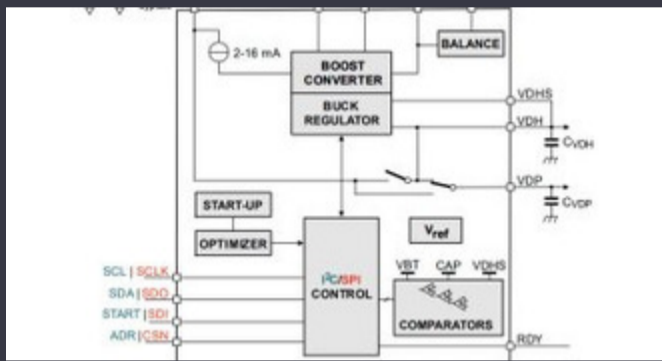 2-16 mA
BALANCE
BOOST
CONVERTER
BUCK
REGULATOR
VDHS
VDH
CVDH
VDP
CVDP
START-UP
OPTIMIZER
Vref
SCL | SCLK
SDA | SDO
START | SDI
ADR | CSN
I²C/SPI
CONTROL
VBT CAP VDHS
COMPARATORS
RDY